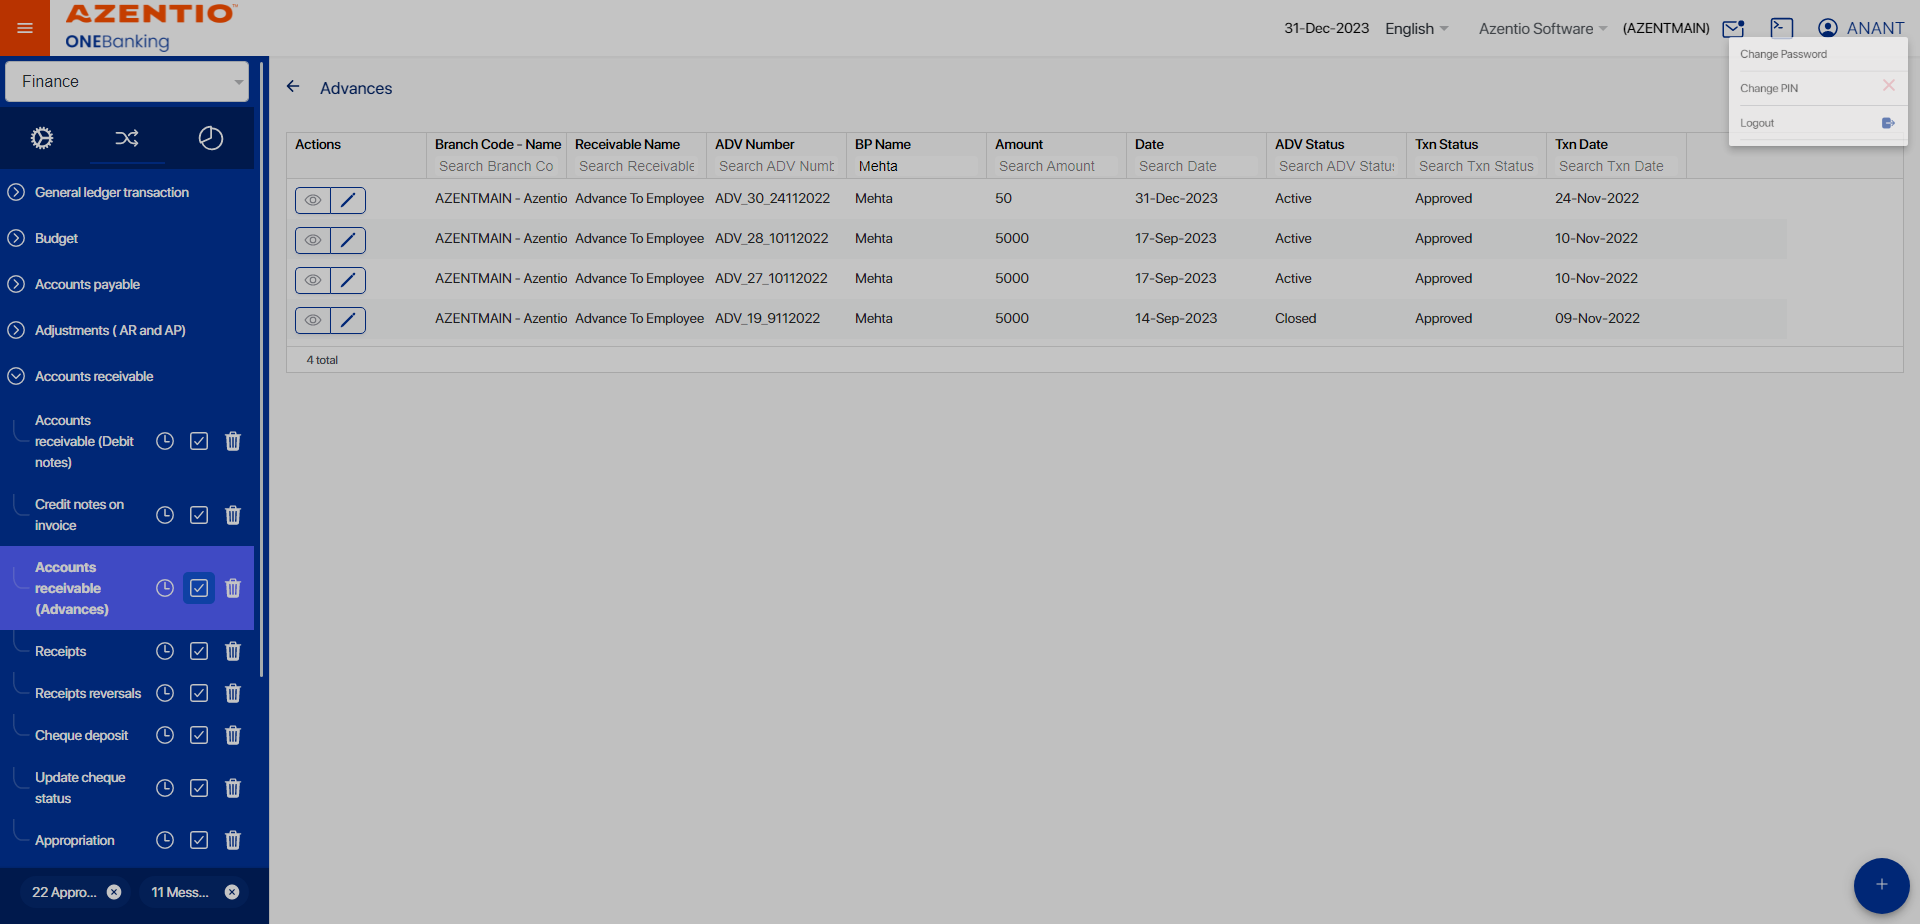 AZENTIO™
ONEBanking
31-Dec-2023 English Azentio Software (AZENTMAIN) ANANT
Change Password
Change PIN
Logout
Finance
General ledger transaction
Budget
Accounts payable
Adjustments ( AR and AP)
Accounts receivable
Accounts
receivable (Debit
notes)
Credit notes on
invoice
Accounts
receivable
(Advances)
Receipts
Receipts reversals
Cheque deposit
Update cheque
status
Appropriation
22 Appro... 11 Mess...
Advances
Actions Branch Code - Name Receivable Name ADV Number BP Name Amount Date ADV Status Txn Status Txn Date
Search Branch Co Search Receivable Search ADV Numb Mehta Search Amount Search Date Search ADV Status Search Txn Status Search Txn Date
AZENTMAIN - Azentio Advance To Employee ADV_30_24112022 Mehta 50 31-Dec-2023 Active Approved 24-Nov-2022
AZENTMAIN - Azentio Advance To Employee ADV_28_10112022 Mehta 5000 17-Sep-2023 Active Approved 10-Nov-2022
AZENTMAIN - Azentio Advance To Employee ADV_27_10112022 Mehta 5000 17-Sep-2023 Active Approved 10-Nov-2022
AZENTMAIN - Azentio Advance To Employee ADV_19_9112022 Mehta 5000 14-Sep-2023 Closed Approved 09-Nov-2022
4 total